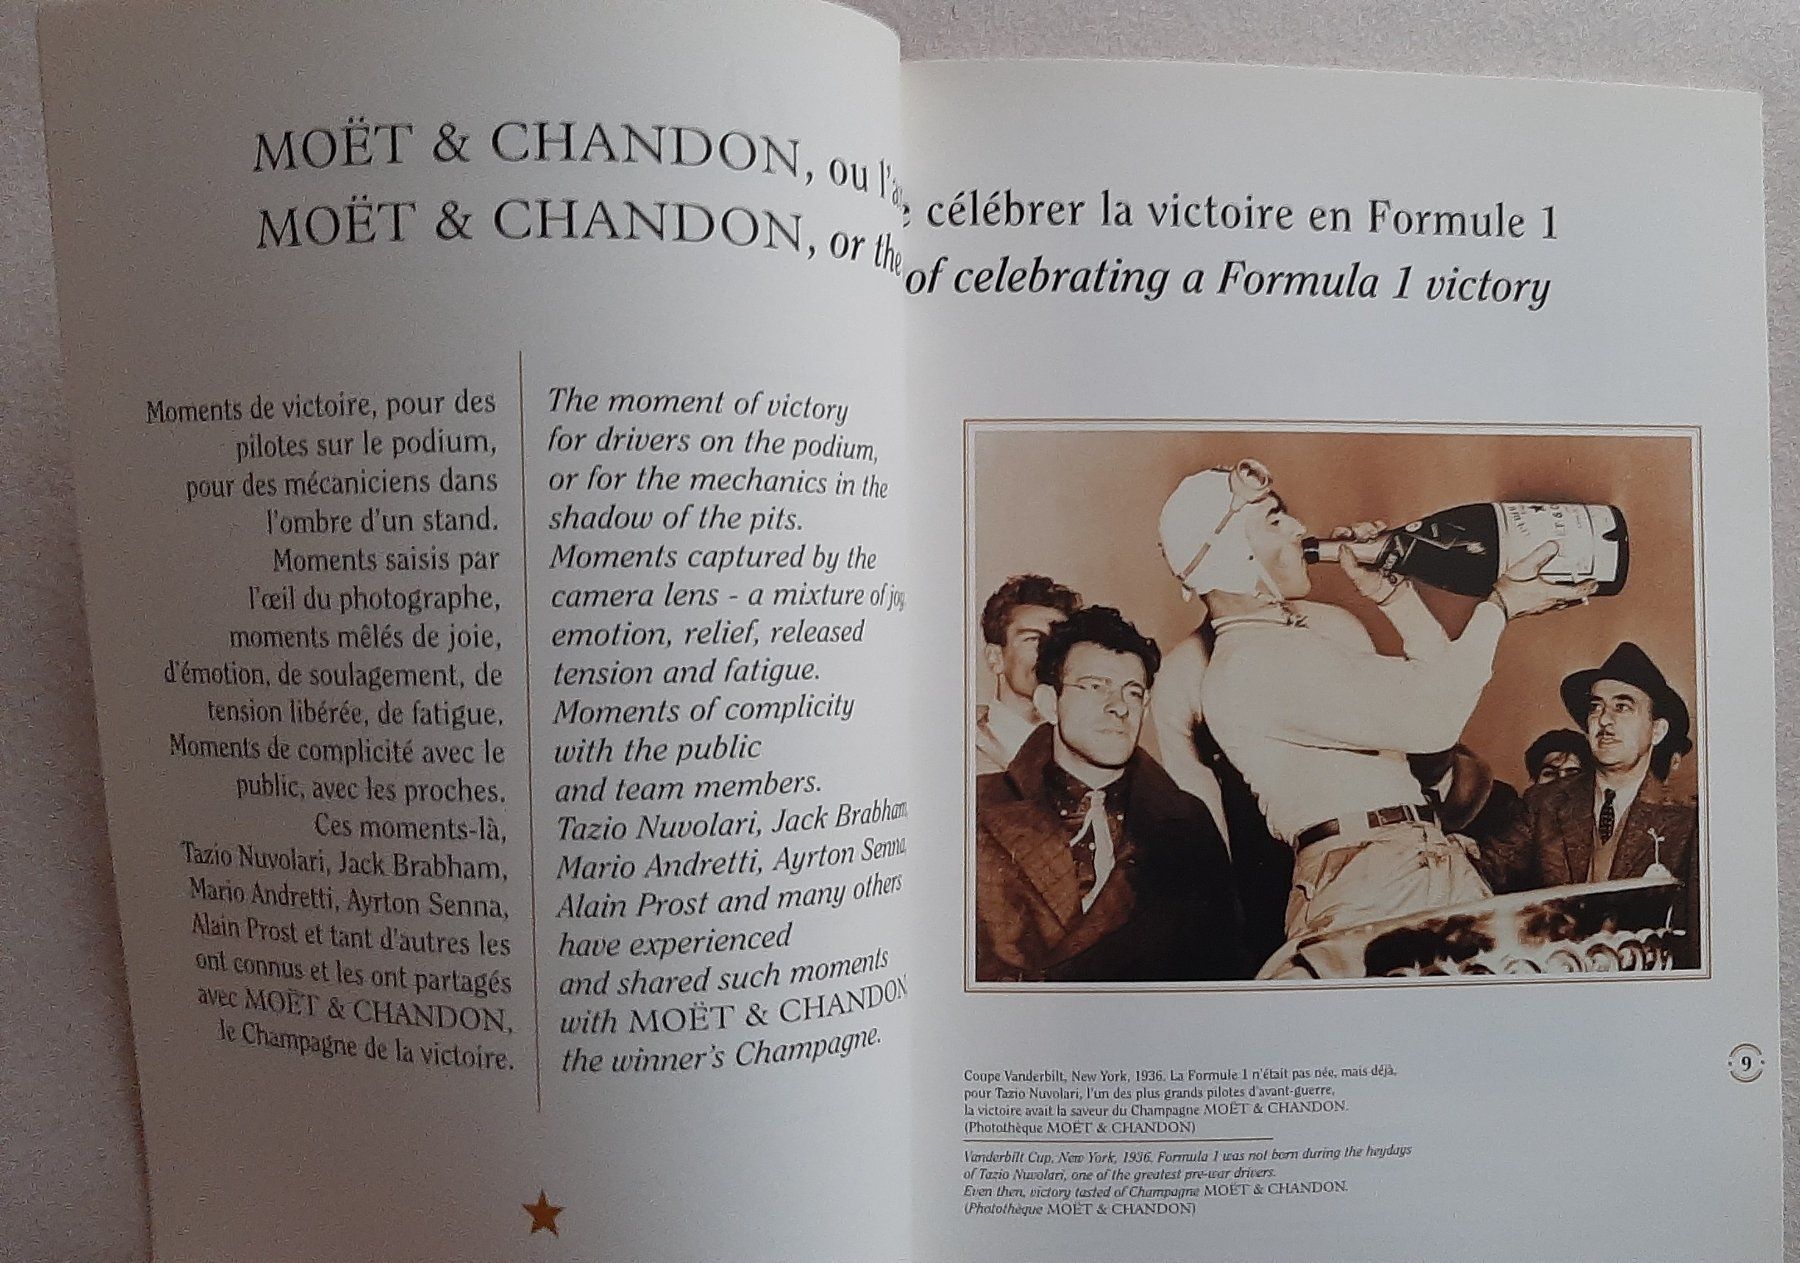 MOËT & CHANDON, ou l'a
MOËT & CHANDON, or the
Moments de victoire, pour des
pilotes sur le podium,
pour des mécaniciens dans
l'ombre d'un stand.
Moments saisis par
l'œil du photographe,
moments mêlés de joie,
d'émotion, de soulagement, de
tension libérée, de fatigue,
Moments de complicité avec le
public, avec les proches.
Ces moments-là,
Tazio Nuvolari, Jack Brabham,
Mario Andretti, Ayrton Senna,
Alain Prost et tant d'autres les
ont connus et les ont partagés
avec MOËT & CHANDON,
le Champagne de la victoire.
The moment of victory
for drivers on the podium,
or for the mechanics in the
shadow of the pits.
Moments captured by the
camera lens - a mixture of joy,
emotion, relief, released
tension and fatigue.
Moments of complicity
with the public
and team members.
Tazio Nuvolari, Jack Brabham,
Mario Andretti, Ayrton Senna,
Alain Prost and many others
have experienced
and shared such moments
with MOËT & CHANDON
the winner's Champagne.
célébrer la victoire en Formule 1
of celebrating a Formula 1 victory
Coupe Vanderbilt, New York, 1936. La Formule 1 n'était pas née, mais déjà,
pour Tazio Nuvolari, l'un des plus grands pilotes d'avant-guerre,
la victoire avait la saveur du Champagne MOËT & CHANDON.
(Photothèque MOËT & CHANDON)
Vanderbilt Cup, New York, 1936. Formula 1 was not born during the heydays
of Tazio Nuvolari, one of the greatest pre-war drivers.
Even then, victory tasted of Champagne MOËT & CHANDON.
(Photothèque MOËT & CHANDON)
9